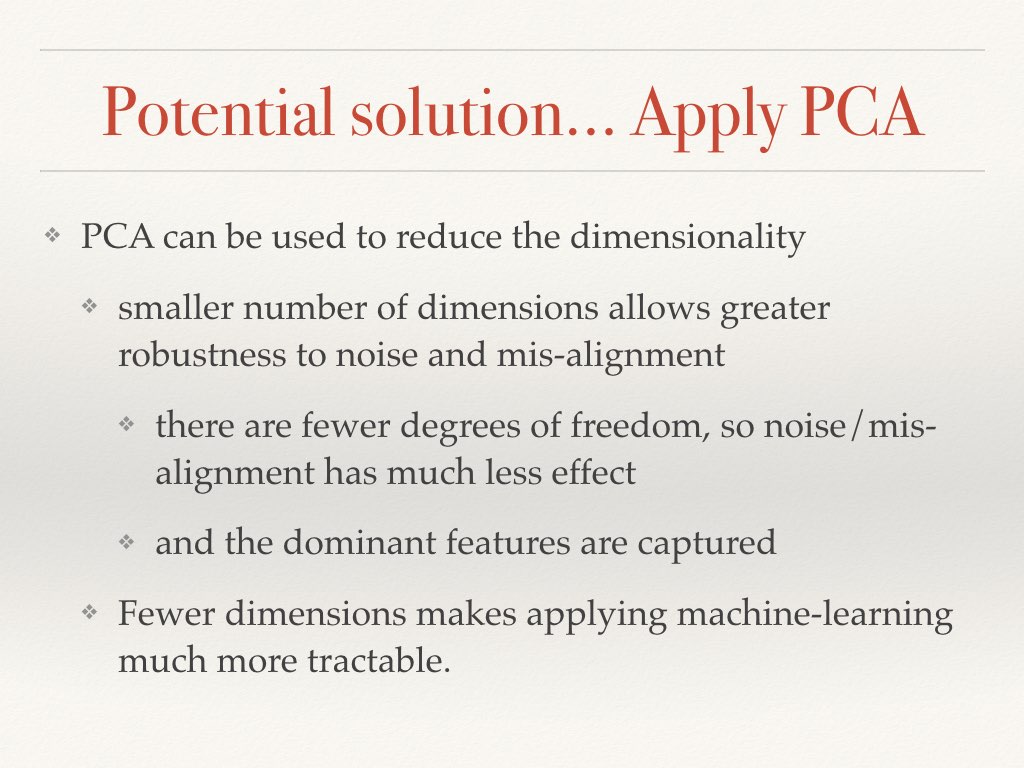 Potential solution... Apply PCA
❖ PCA can be used to reduce the dimensionality
❖ smaller number of dimensions allows greater
robustness to noise and mis-alignment
❖ there are fewer degrees of freedom, so noise/mis-
alignment has much less effect
❖ and the dominant features are captured
❖ Fewer dimensions makes applying machine-learning
much more tractable.